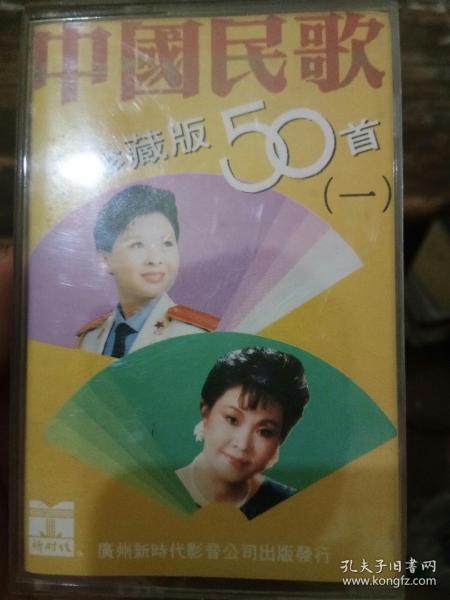 中國民歌
珍藏版50首
(一)
新时代
廣州新時代影音公司出版發行
孔夫子旧书网
www.kongfz.com